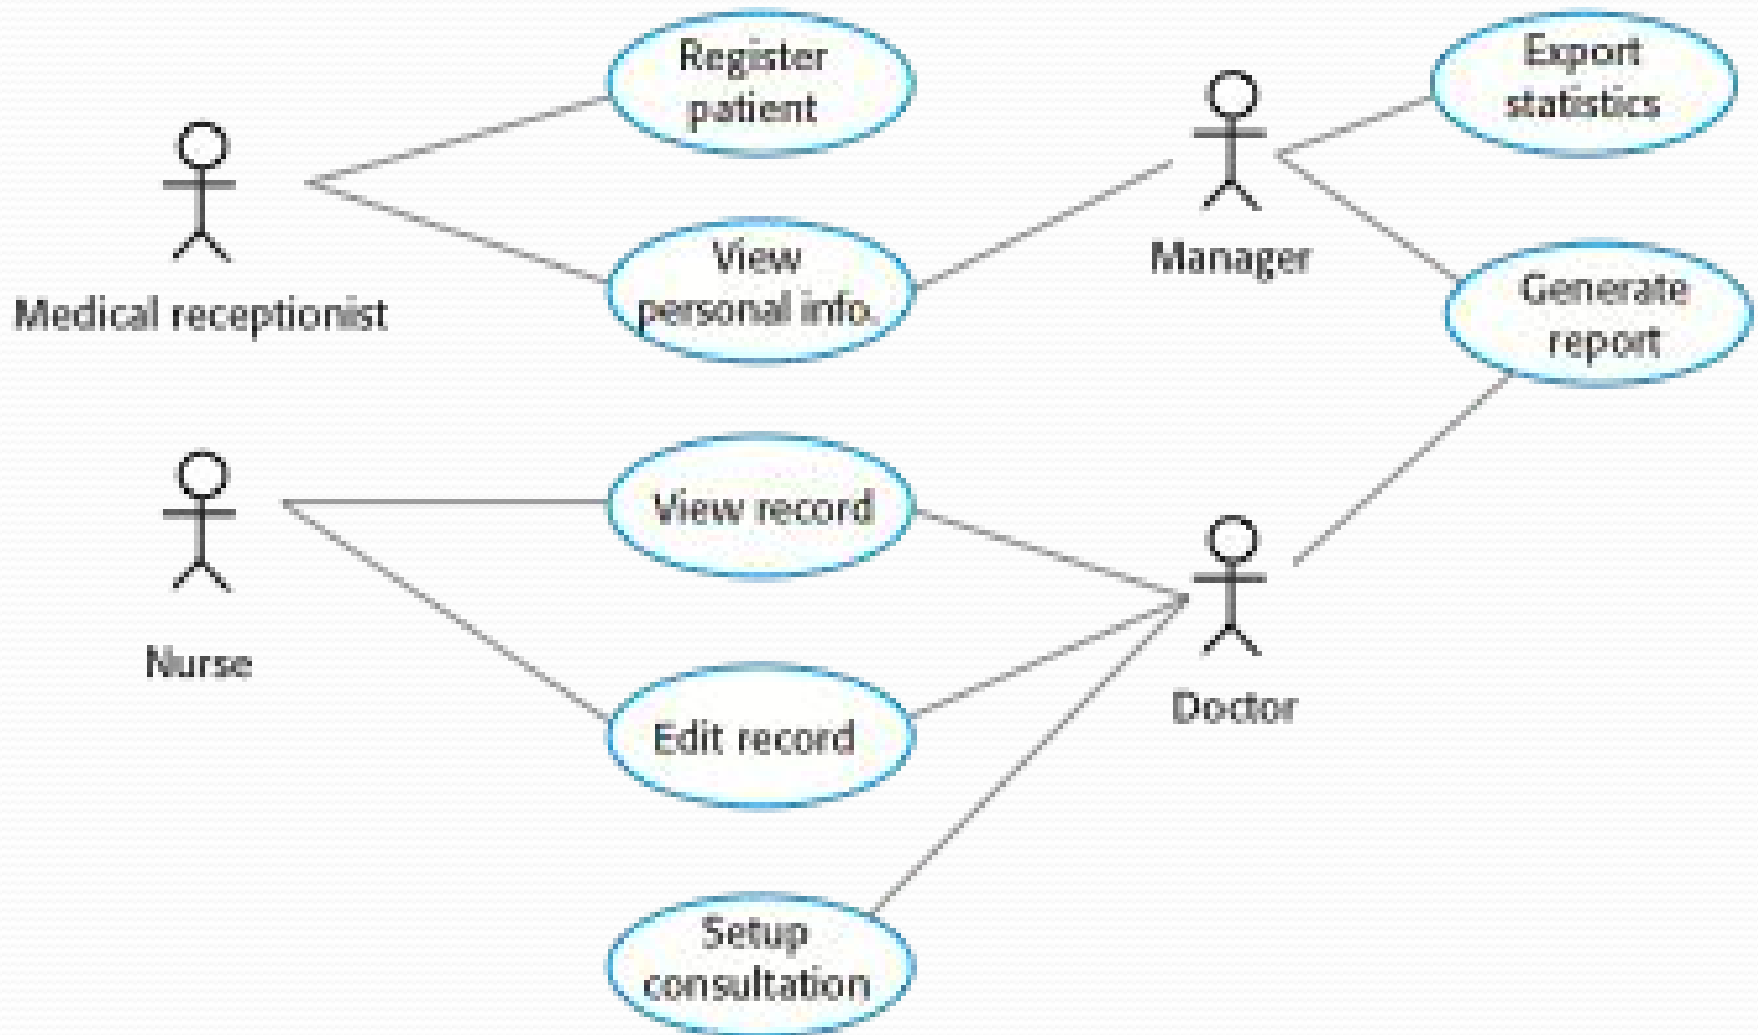 Register
patient
Export
statistics
Medical receptionist
View
personal info.
Manager
Generate
report
View record
Nurse
Edit record
Doctor
Setup
consultation